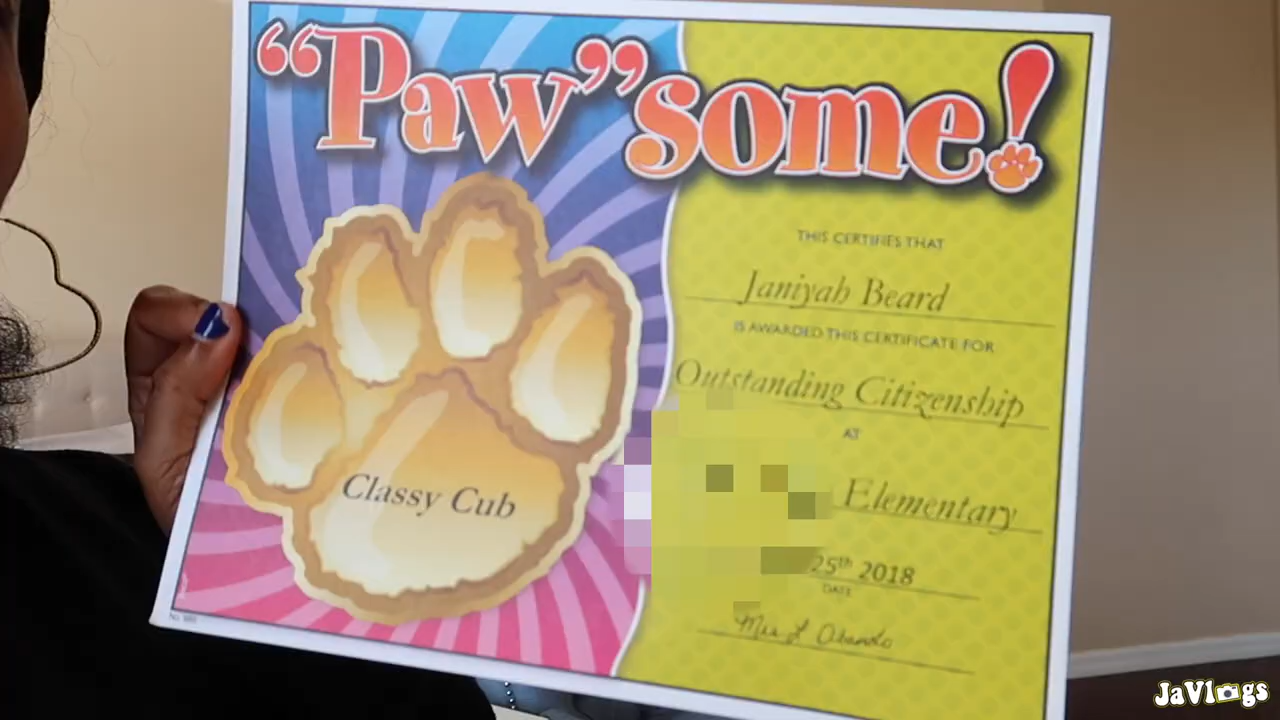 "Paw"some!
THIS CERTIFIES THAT
Janiyah Beard
IS AWARDED THIS CERTIFICATE FOR
Outstanding Citizenship
AT
Elementary
25th 2018
DATE
Classy Cub
JaVlogs